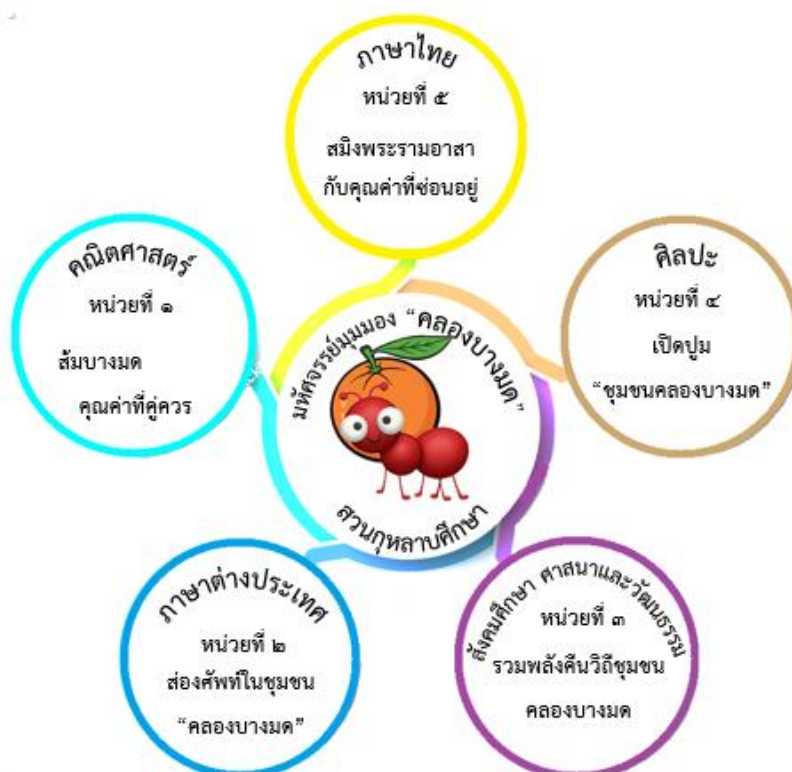 ภาษาไทย
หน่วยที่ ๕
สมิงพระรามอาสา
กับคุณค่าที่ซ่อนอยู่
คณิตศาสตร์
หน่วยที่ ๑
ส้มบางมด
คุณค่าที่คู่ควร
ศิลปะ
หน่วยที่ ๔
เปิดปูม
“ชุมชนคลองบางมด”
มหัศจรรย์มุมมอง “คลองบางมด”
สวนกุหลาบศึกษา
ภาษาต่างประเทศ
หน่วยที่ ๒
ส่องศัพท์ในชุมชน
“คลองบางมด”
สังคมศึกษา ศาสนาและวัฒนธรรม
หน่วยที่ ๓
รวมพลังคืนวิถีชุมชน
คลองบางมด